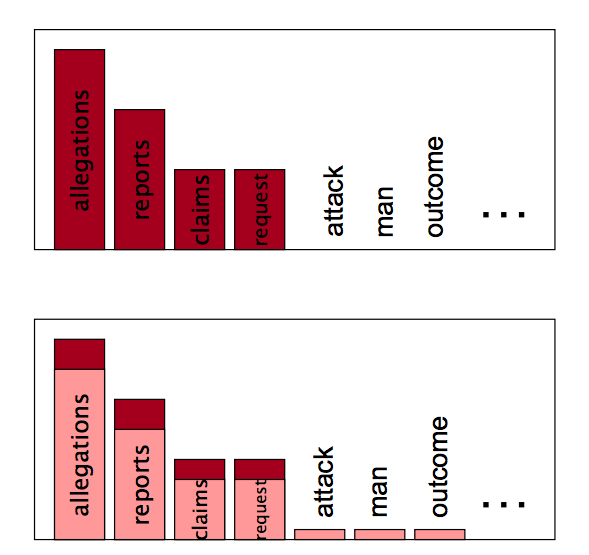 allegations
reports
claims
request
attack
man
outcome
...
allegations
reports
claims
request
attack
man
outcome
...